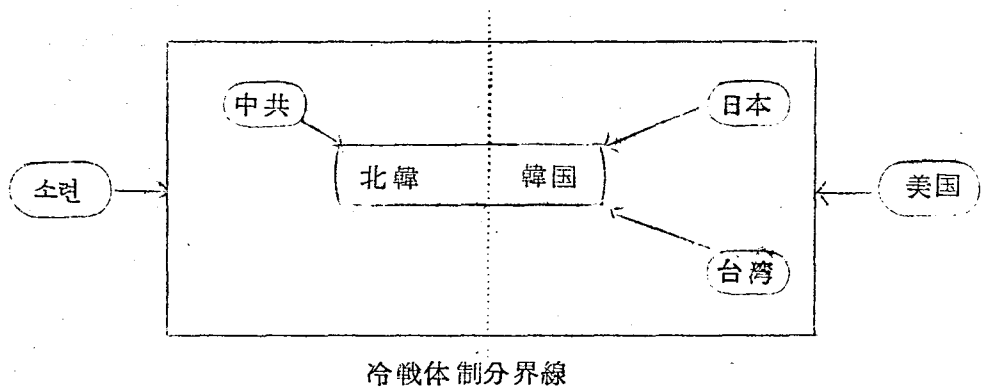 中共
日本
北韓 韓国
소련
美国
台湾
冷戦体制分界線